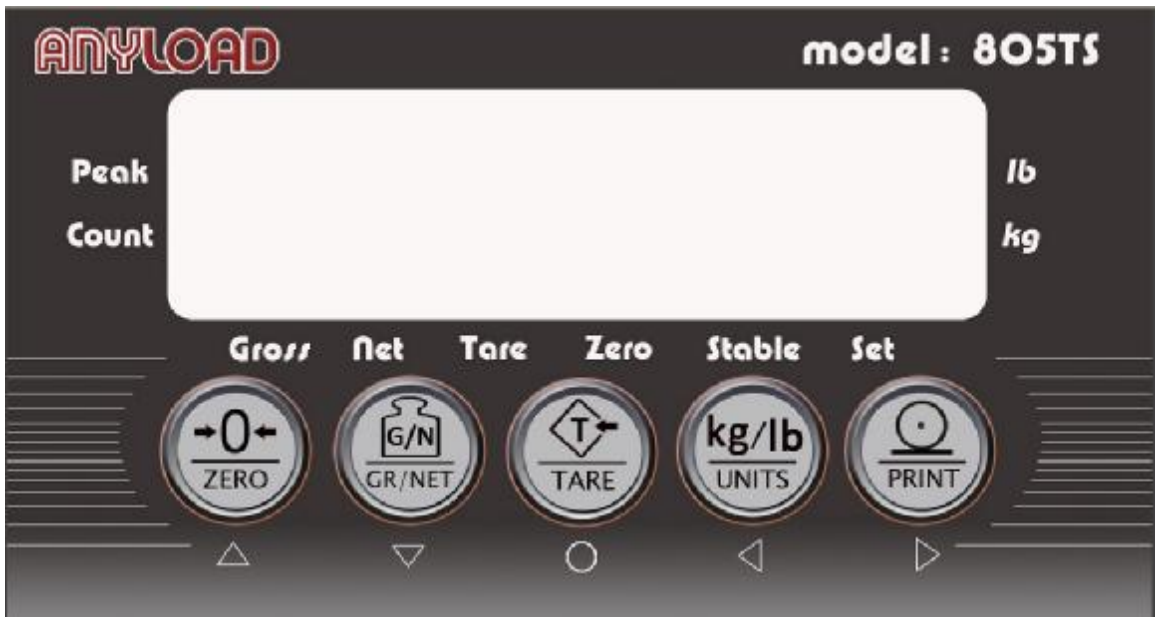 ANYLOAD model: 805TS
Peak lb
Count kg
Gross Net Tare Zero Stable Set
→0← G/N T kg/lb
ZERO GR/NET TARE UNITS PRINT